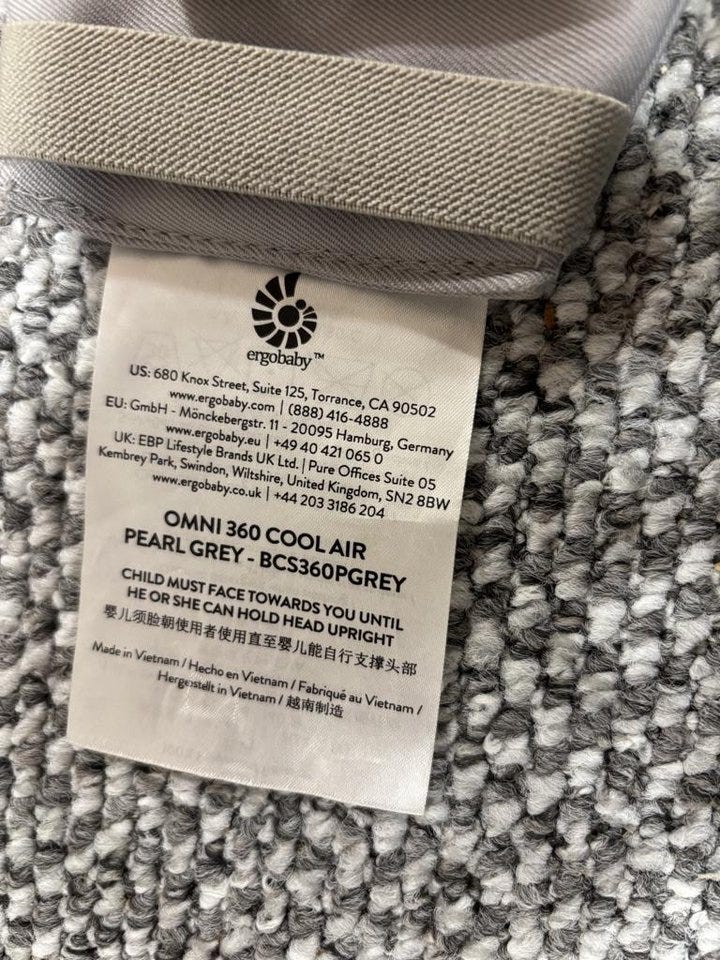 ergobaby™
US: 680 Knox Street, Suite 125, Torrance, CA 90502
www.ergobaby.com | (888) 416-4888
EU: GmbH - Mönckebergstr. 11 - 20095 Hamburg, Germany
www.ergobaby.eu | +49 40 421 065 0
UK: EBP Lifestyle Brands UK Ltd. | Pure Offices Suite 05
Kembrey Park, Swindon, Wiltshire, United Kingdom, SN2 8BW
www.ergobaby.co.uk | +44 203 3186 204
OMNI 360 COOL AIR
PEARL GREY - BCS360PGREY
CHILD MUST FACE TOWARDS YOU UNTIL
HE OR SHE CAN HOLD HEAD UPRIGHT
婴儿须脸朝使用者使用直至婴儿能自行支撑头部
Made in Vietnam / Hecho en Vietnam / Fabriqué au Vietnam /
Hergestellt in Vietnam / 越南制造